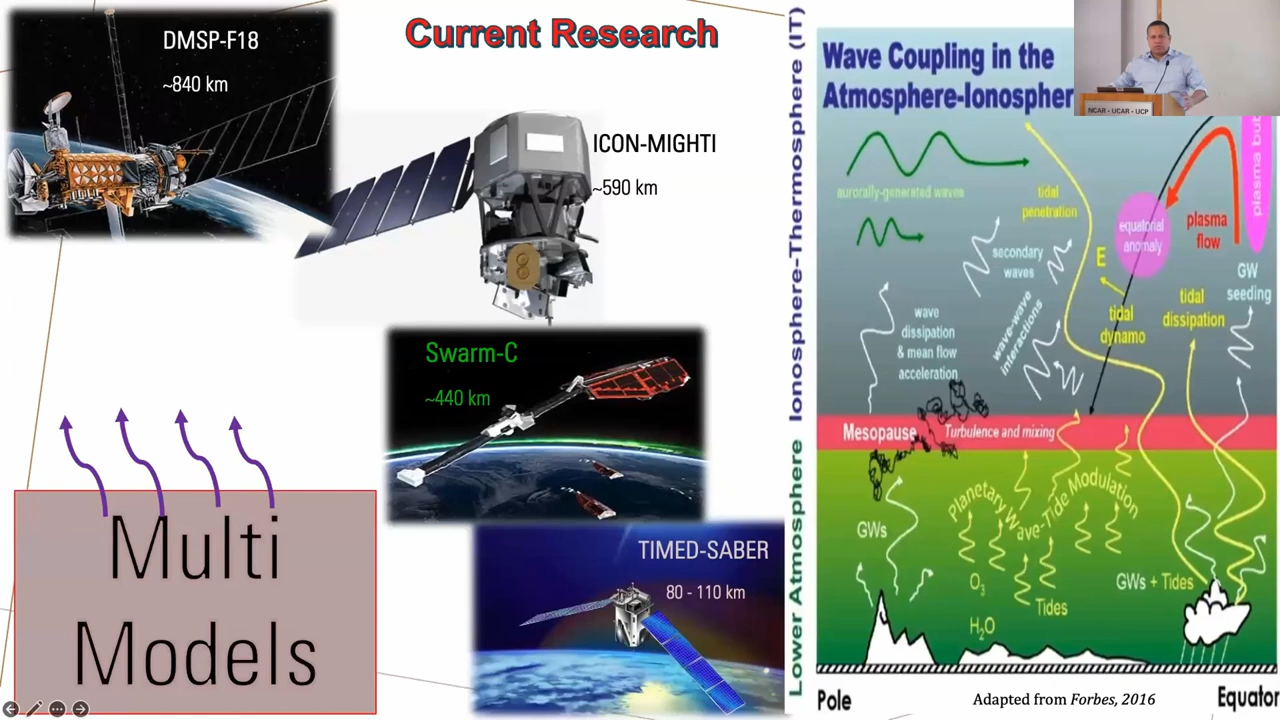 Current Research
DMSP-F18
~840 km
ICON-MIGHTI
~590 km
Swarm-C
~440 km
TIMED-SABER
80 - 110 km
Multi
Models
Lower Atmosphere Ionosphere-Thermosphere (IT)
Wave Coupling in the
Atmosphere-Ionospher
NCAR - UCAR - UCP
aurorally-generated waves
tidal
penetration
equatorial
anomaly
plasma
flow
plasma bub
secondary
waves
E
GW
seeding
tidal
dissipation
tidal
dynamo
wave
dissipation
& mean flow
acceleration
wave-wave
interactions
Mesopause
Turbulence and mixing
Planetary Wave-Tide Modulation
GWs
O3
H2O
Tides
GWs + Tides
Pole
Adapted from Forbes, 2016
Equator